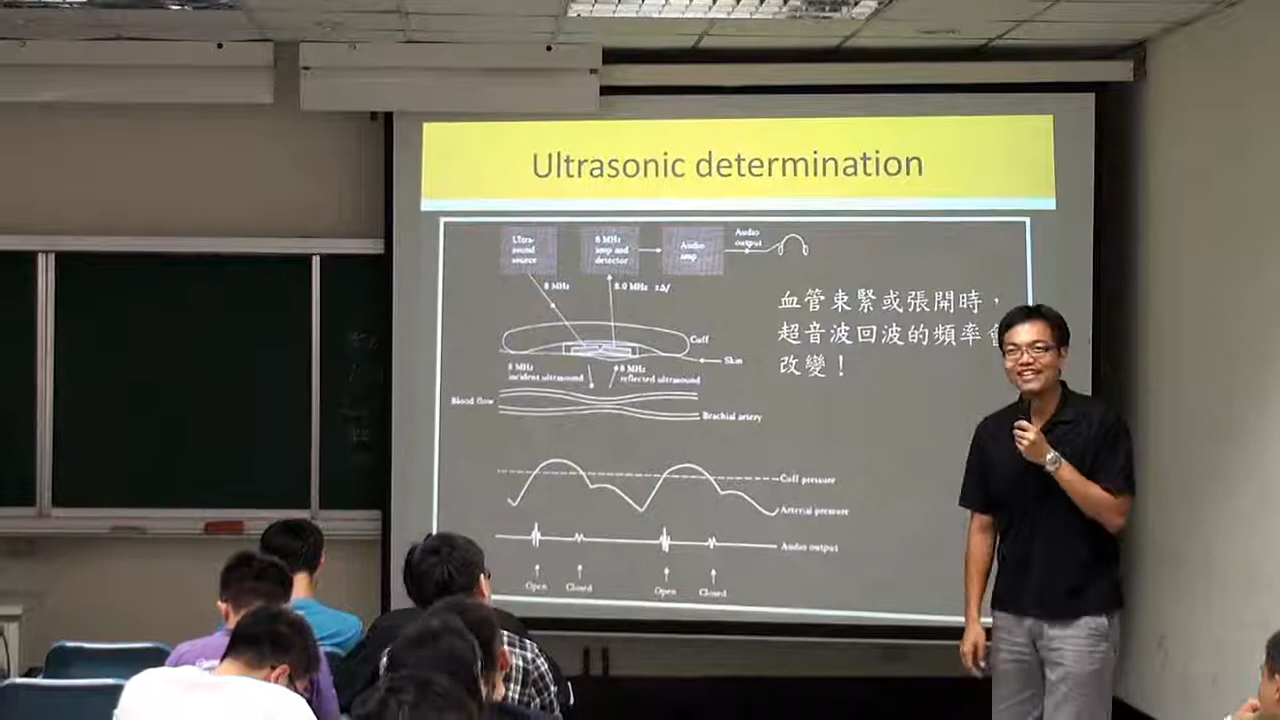 Ultrasonic determination
Ultra-
sound
source
8 MHz
amp and
detector
Audio
amp
Audio
output
8 MHz
8.0 MHz ±Δf
血管束緊或張開時，
超音波回波的頻率會
改變！
Cuff
Skin
8 MHz
incident ultrasound
8 MHz
reflected ultrasound
Blood flow
Brachial artery
Cuff pressure
Arterial pressure
Audio output
Open
Closed
Open
Closed